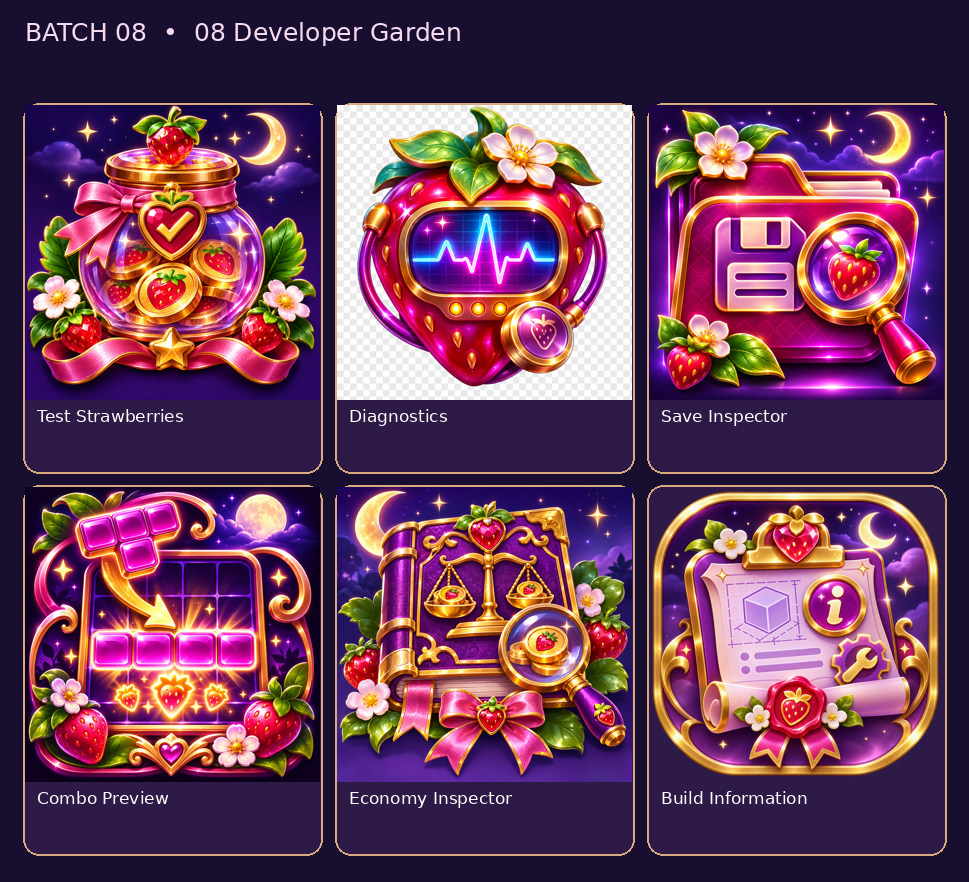 BATCH 08 • 08 Developer Garden
Test Strawberries
Diagnostics
Save Inspector
Combo Preview
Economy Inspector
Build Information